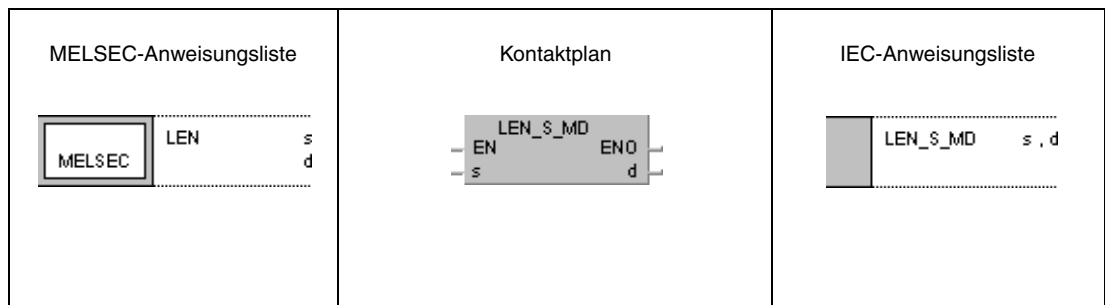 MELSEC-Anweisungsliste
MELSEC
LEN s
d
Kontaktplan
LEN_S_MD
EN ENO
s d
IEC-Anweisungsliste
LEN_S_MD s , d